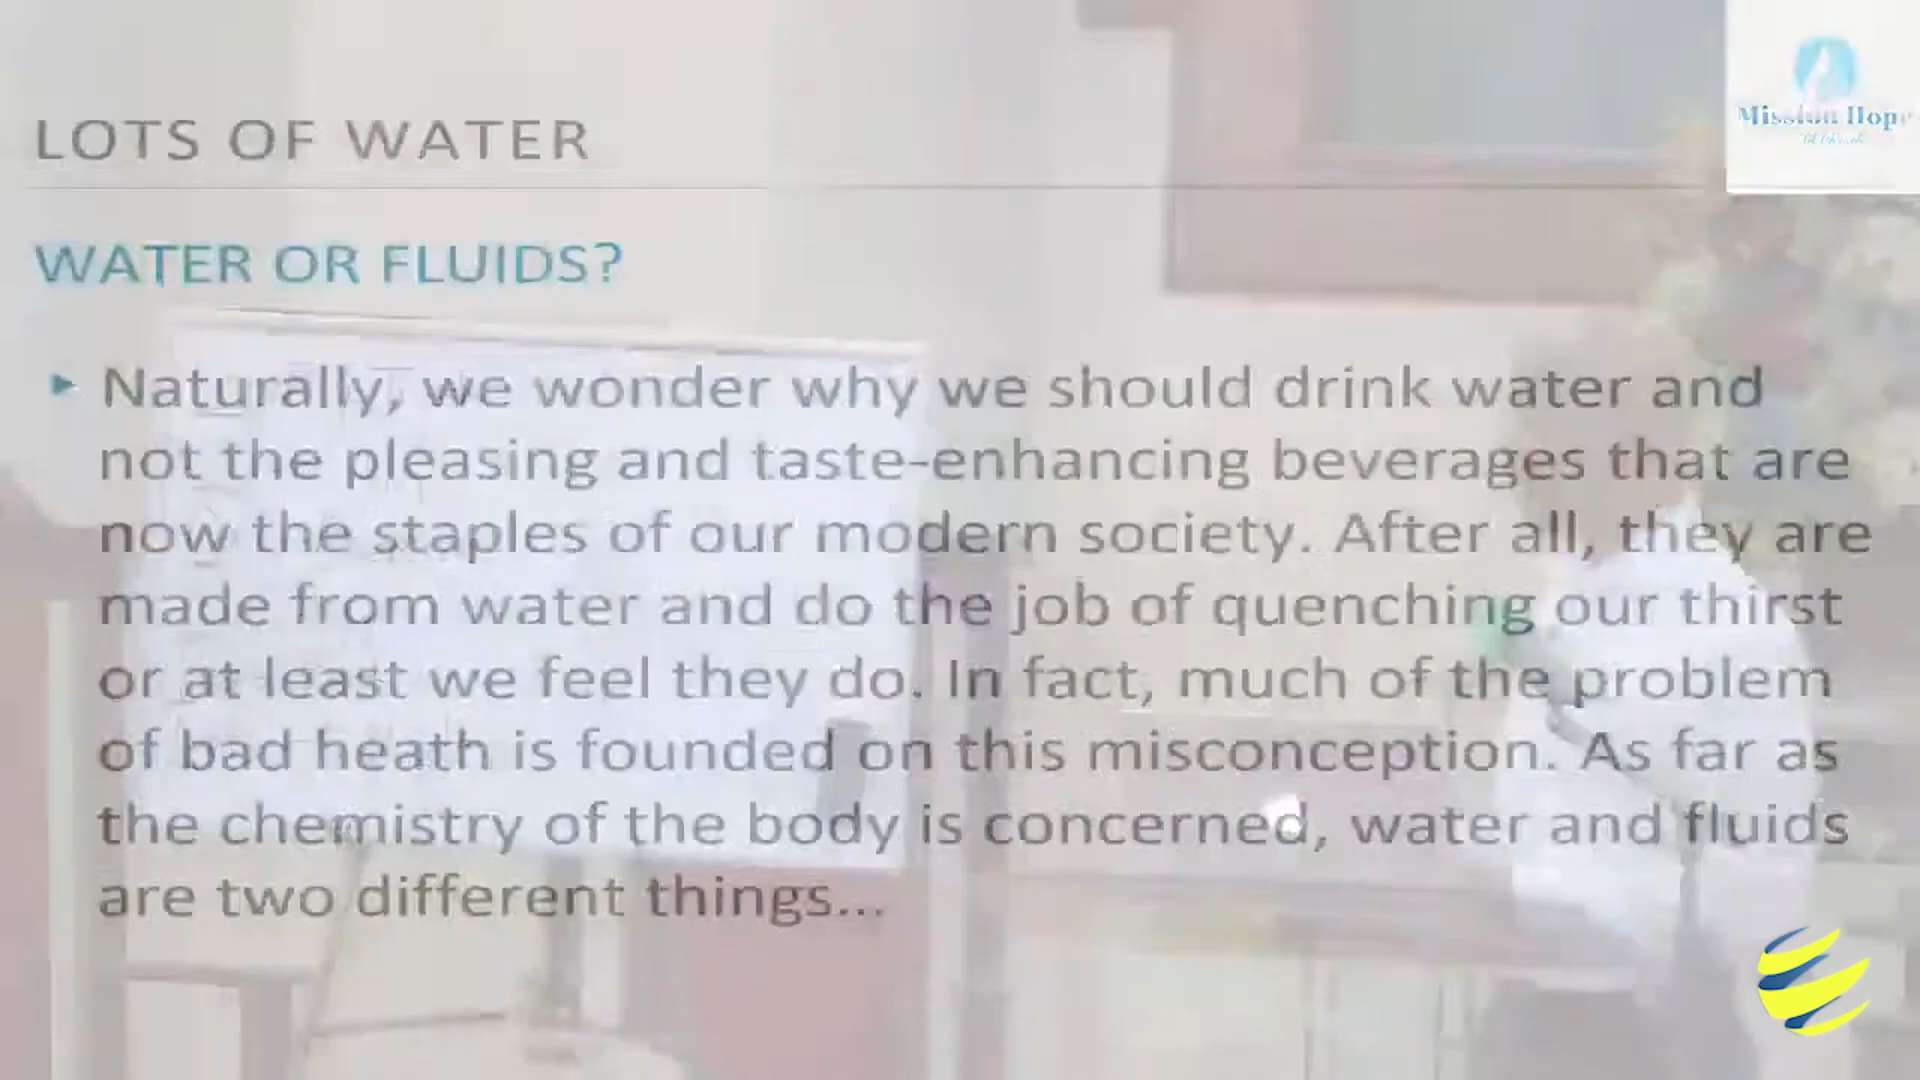 Mission Hope
LOTS OF WATER
WATER OR FLUIDS?
Naturally, we wonder why we should drink water and
not the pleasing and taste-enhancing beverages that are
now the staples of our modern society. After all, they are
made from water and do the job of quenching our thirst
or at least we feel they do. In fact, much of the problem
of bad heath is founded on this misconception. As far as
the chemistry of the body is concerned, water and fluids
are two different things...